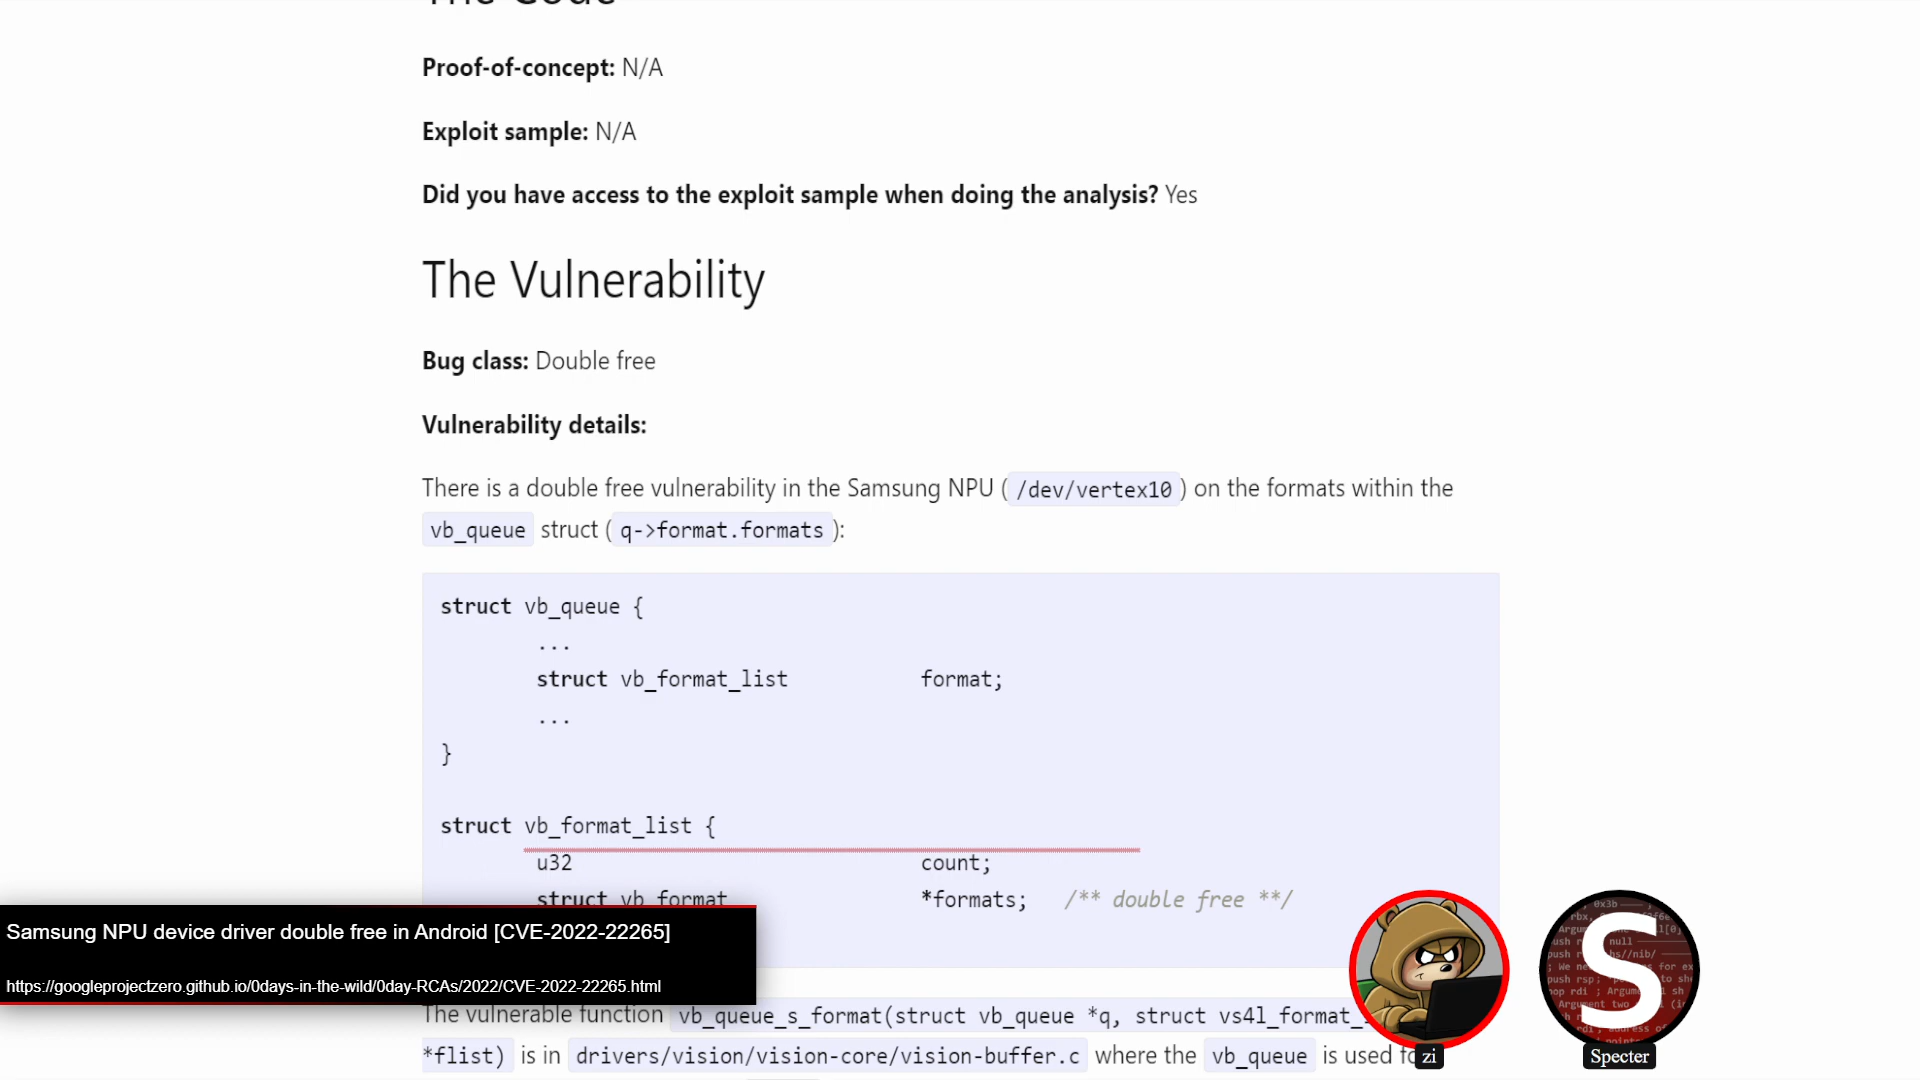 The Code
Proof-of-concept: N/A
Exploit sample: N/A
Did you have access to the exploit sample when doing the analysis? Yes
The Vulnerability
Bug class: Double free
Vulnerability details:
There is a double free vulnerability in the Samsung NPU ( /dev/vertex10 ) on the formats within the
vb_queue struct ( q->format.formats ):
struct vb_queue {
...
struct vb_format_list format;
...
}
struct vb_format_list {
u32 count;
struct vb_format *formats; /** double free **/
Samsung NPU device driver double free in Android [CVE-2022-22265]
https://googleprojectzero.github.io/0days-in-the-wild/0day-RCAs/2022/CVE-2022-22265.html
The vulnerable function vb_queue_s_format(struct vb_queue *q, struct vs4l_format_
*flist) is in drivers/vision/vision-core/vision-buffer.c where the vb_queue is used
zi
S
Specter